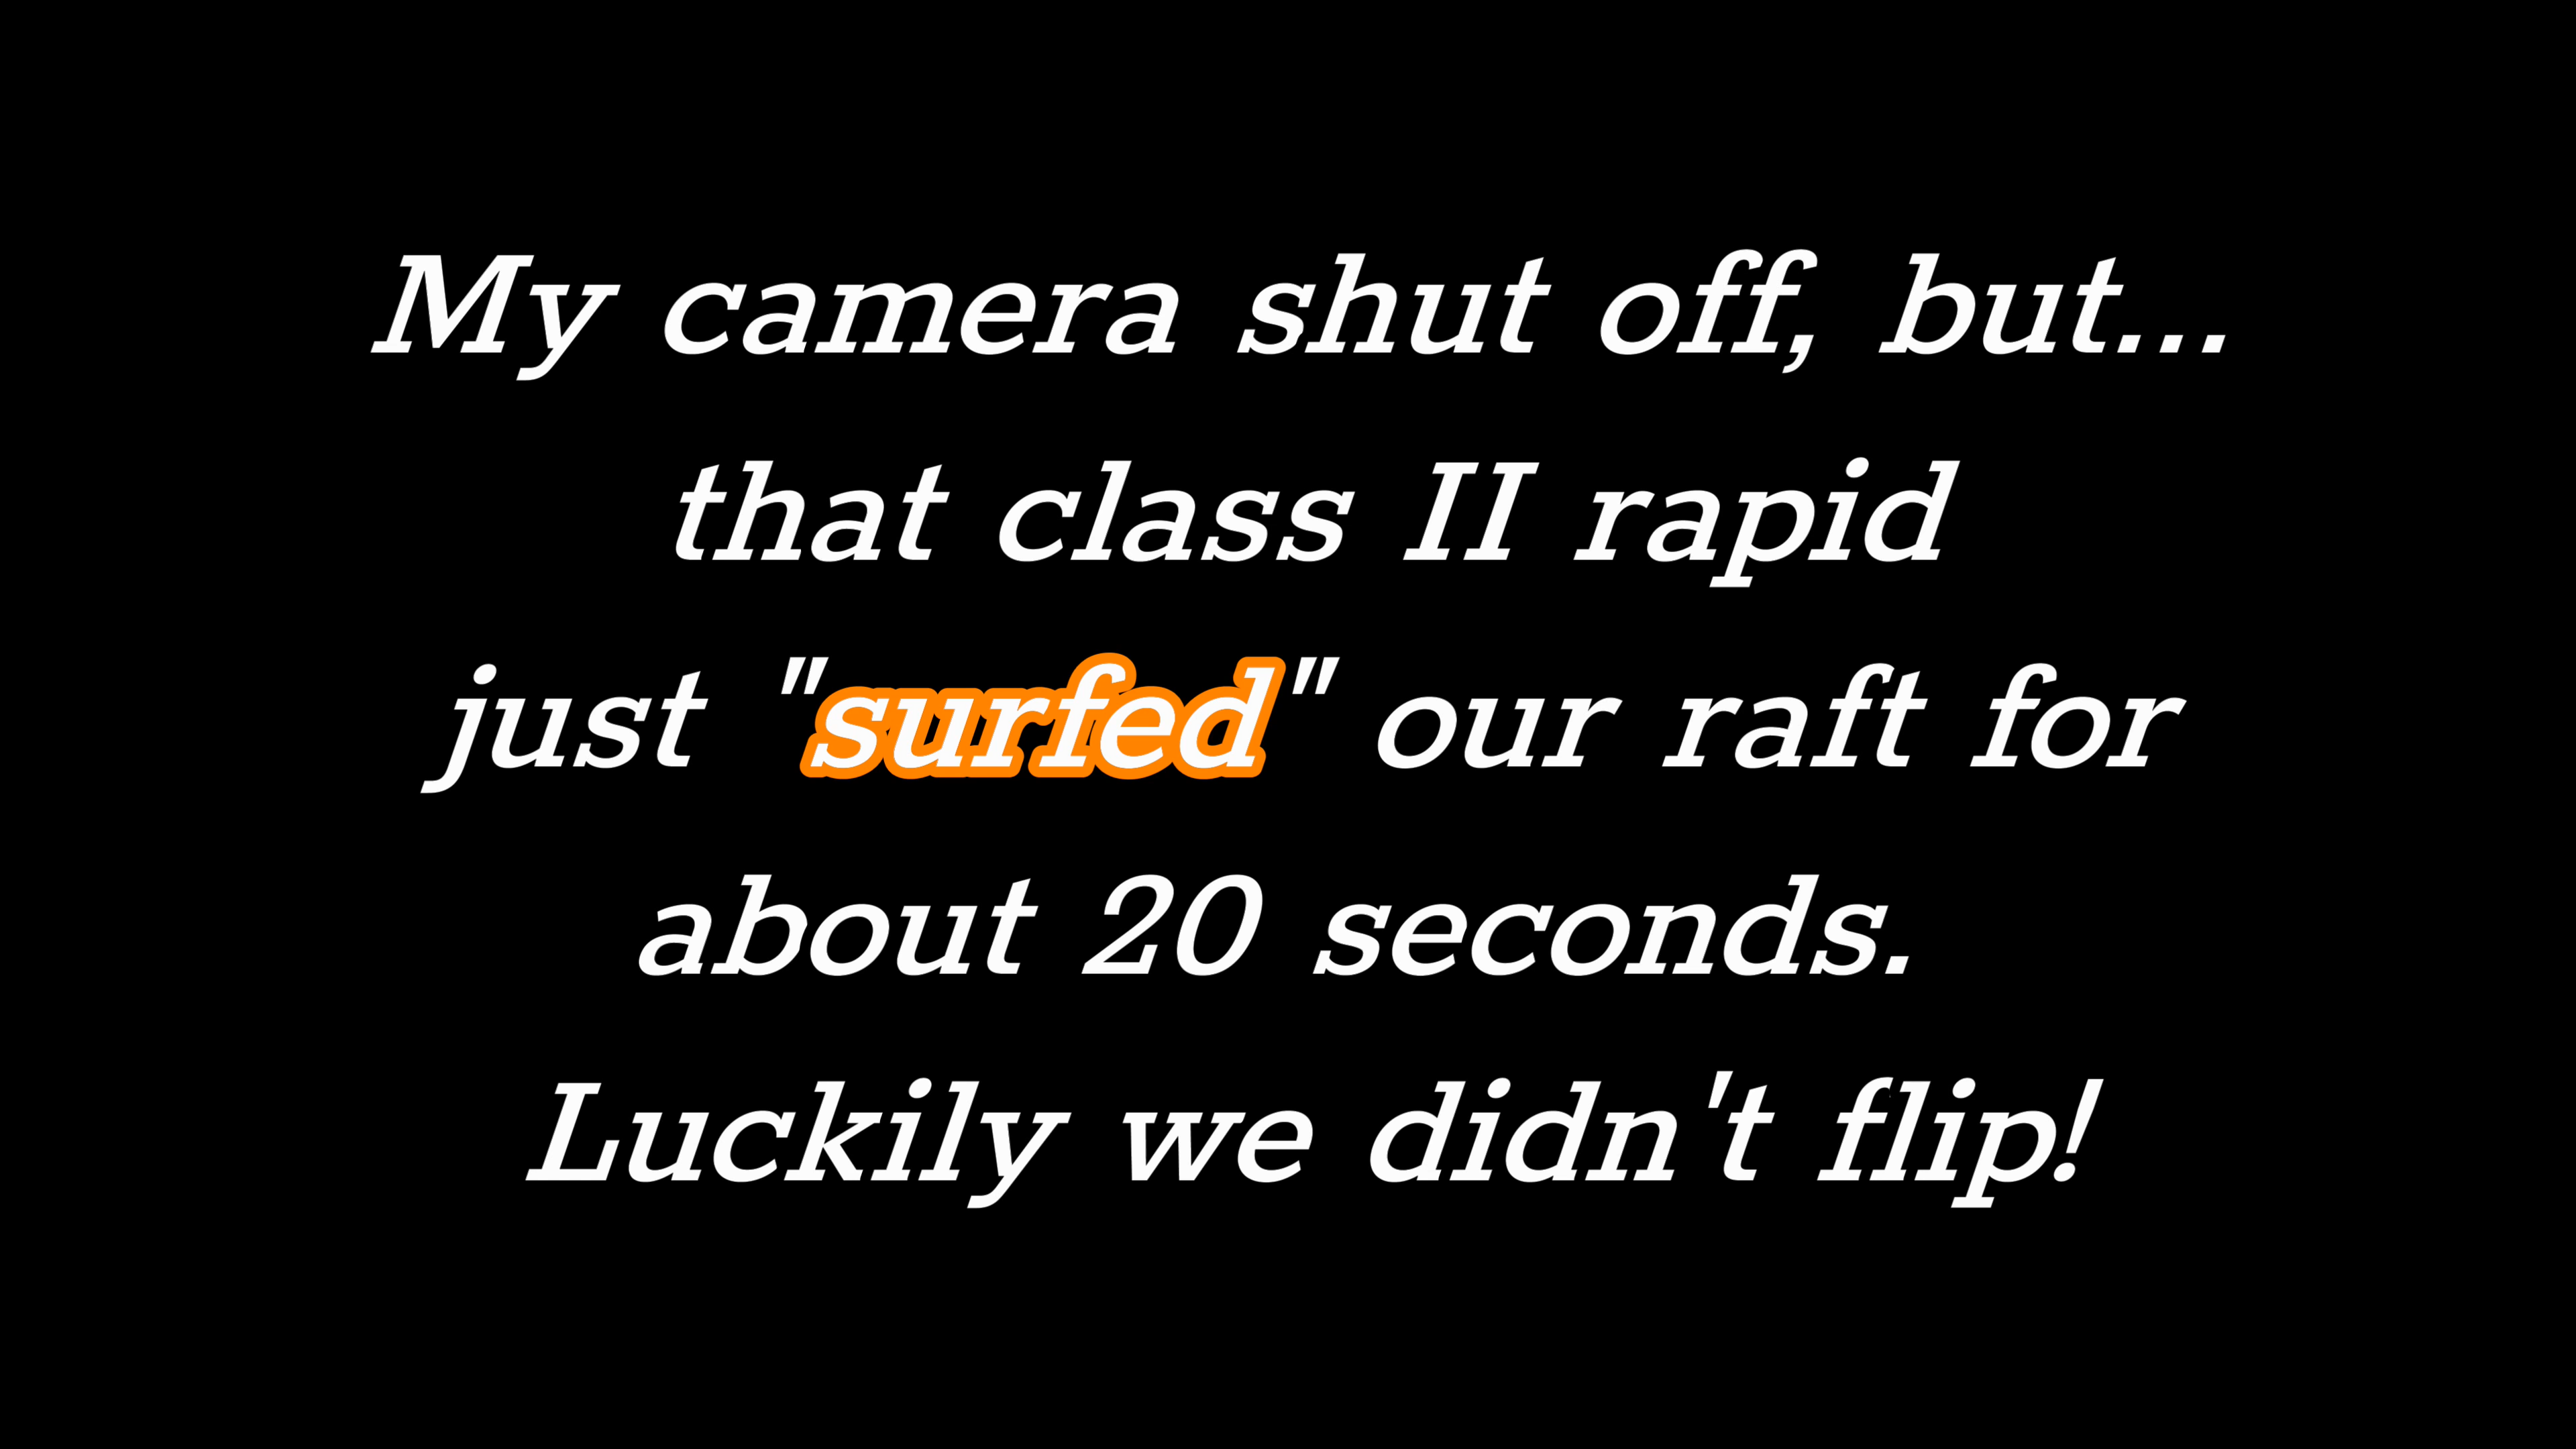 My camera shut off, but...
that class II rapid
just "surfed" our raft for
about 20 seconds.
Luckily we didn't flip!